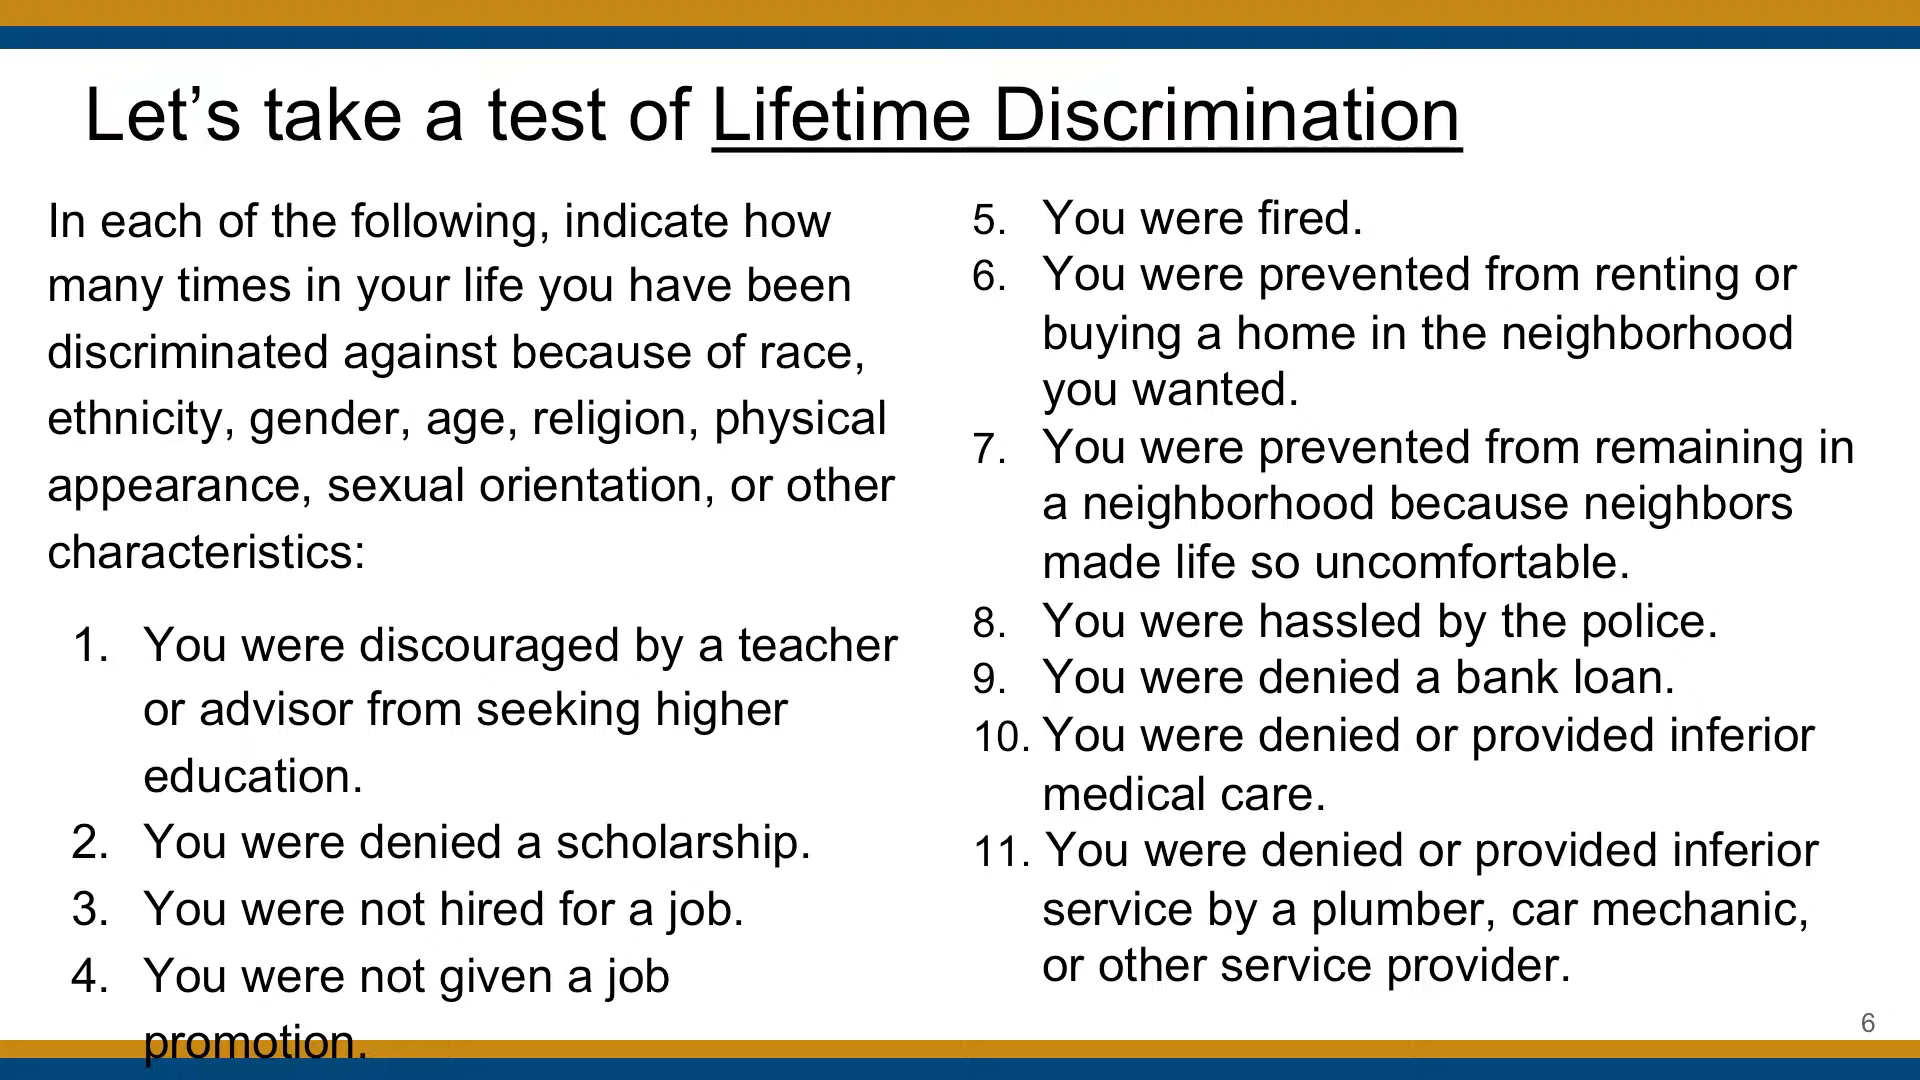 Let’s take a test of Lifetime Discrimination
In each of the following, indicate how
many times in your life you have been
discriminated against because of race,
ethnicity, gender, age, religion, physical
appearance, sexual orientation, or other
characteristics:
1. You were discouraged by a teacher
or advisor from seeking higher
education.
2. You were denied a scholarship.
3. You were not hired for a job.
4. You were not given a job
promotion.
5. You were fired.
6. You were prevented from renting or
buying a home in the neighborhood
you wanted.
7. You were prevented from remaining in
a neighborhood because neighbors
made life so uncomfortable.
8. You were hassled by the police.
9. You were denied a bank loan.
10. You were denied or provided inferior
medical care.
11. You were denied or provided inferior
service by a plumber, car mechanic,
or other service provider.
6